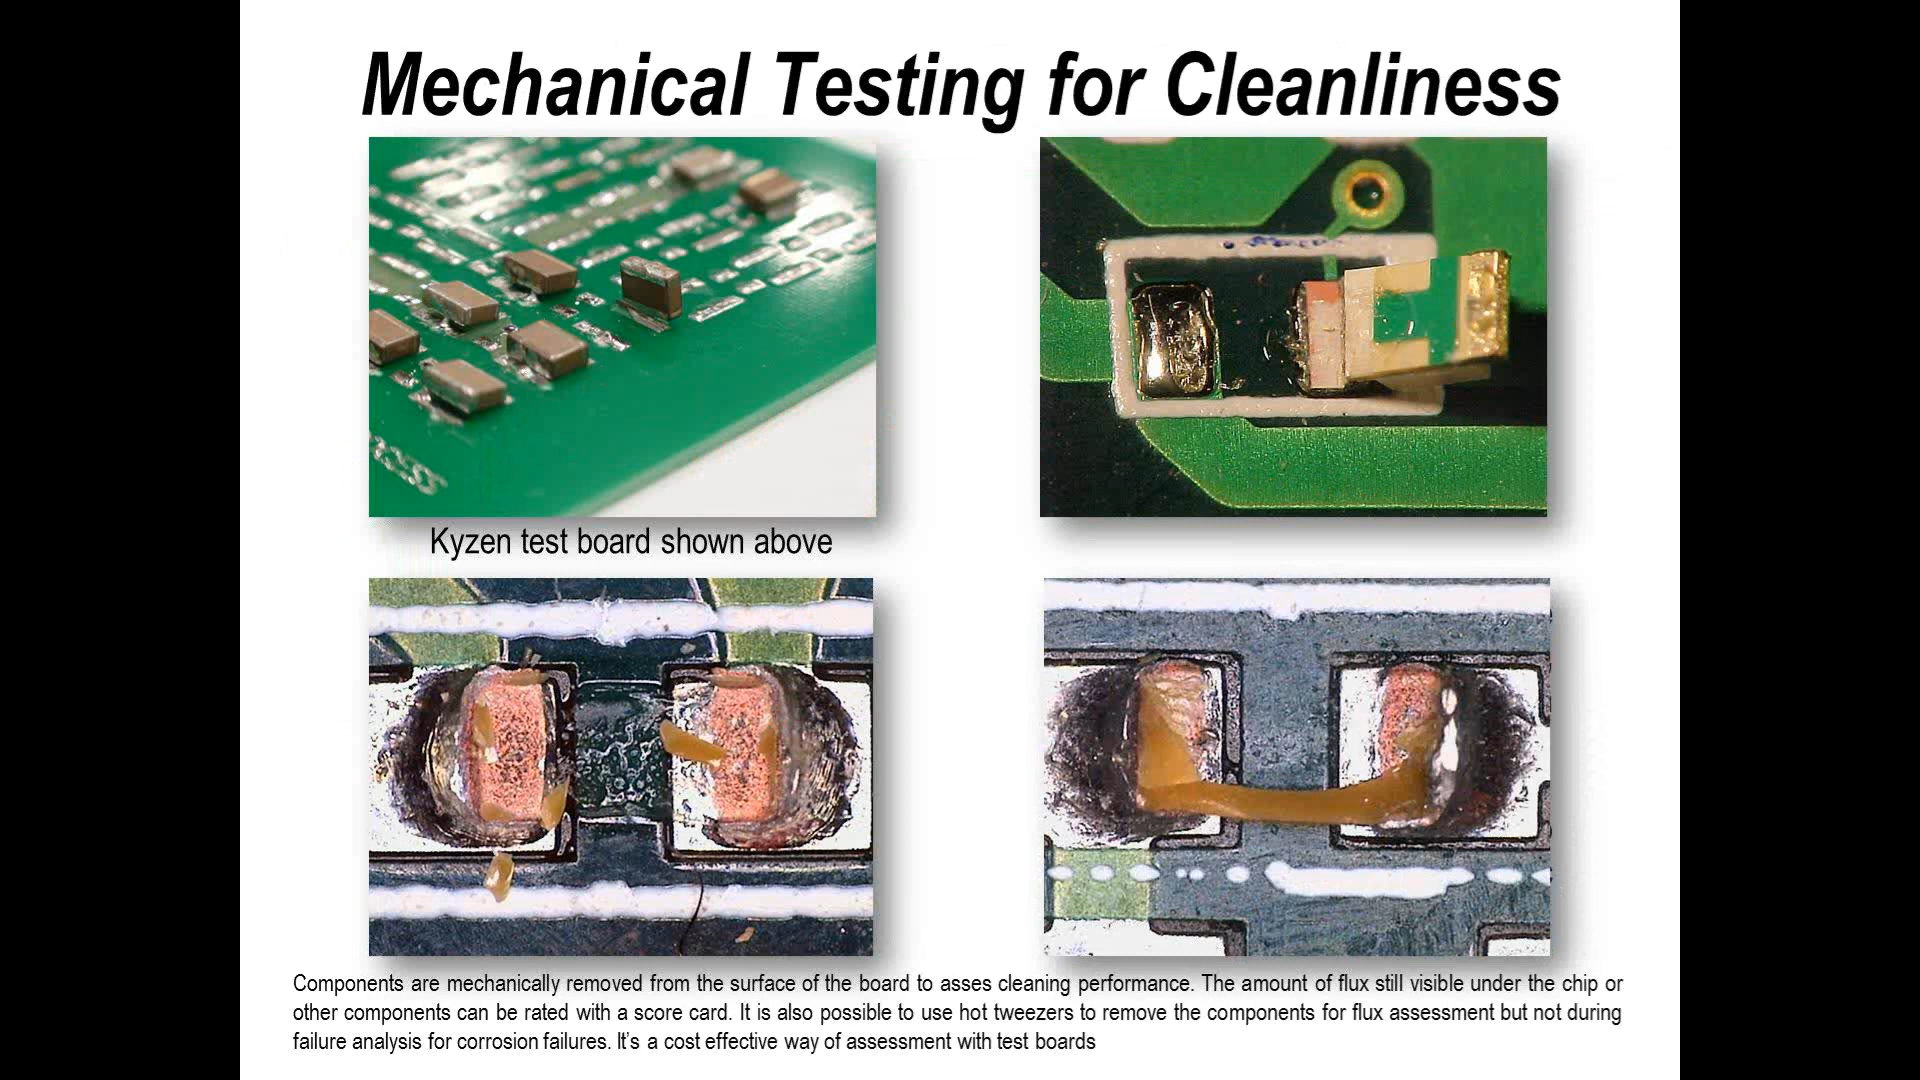 Mechanical Testing for Cleanliness
Kyzen test board shown above
Components are mechanically removed from the surface of the board to asses cleaning performance. The amount of flux still visible under the chip or
other components can be rated with a score card. It is also possible to use hot tweezers to remove the components for flux assessment but not during
failure analysis for corrosion failures. It's a cost effective way of assessment with test boards